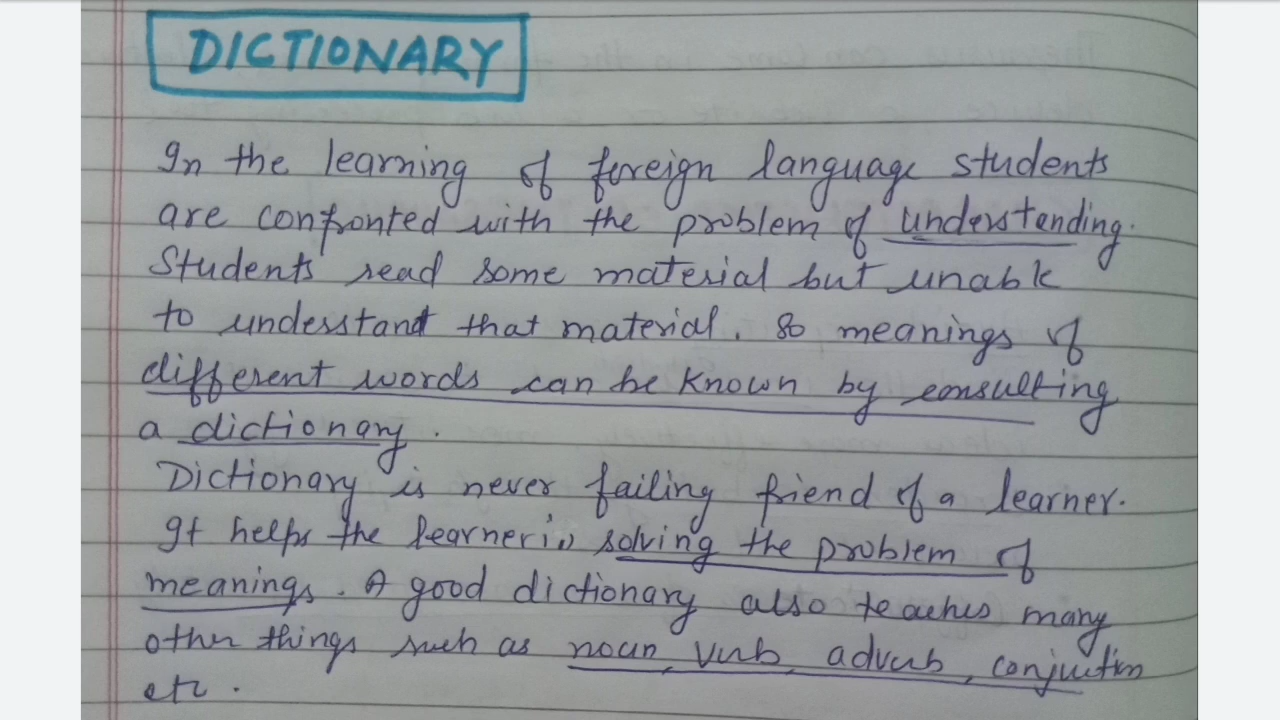 DICTIONARY
In the learning of foreign language students
are confronted with the problem of understanding.
Students read some material but unable
to understant that material. So meanings of
different words can be known by consulting
a dictionary.
Dictionary is never failing friend of a learner.
It helps the learner in solving the problem of
meanings. A good dictionary also teaches many
other things such as noun, verb, adverb, conjuction
etc.